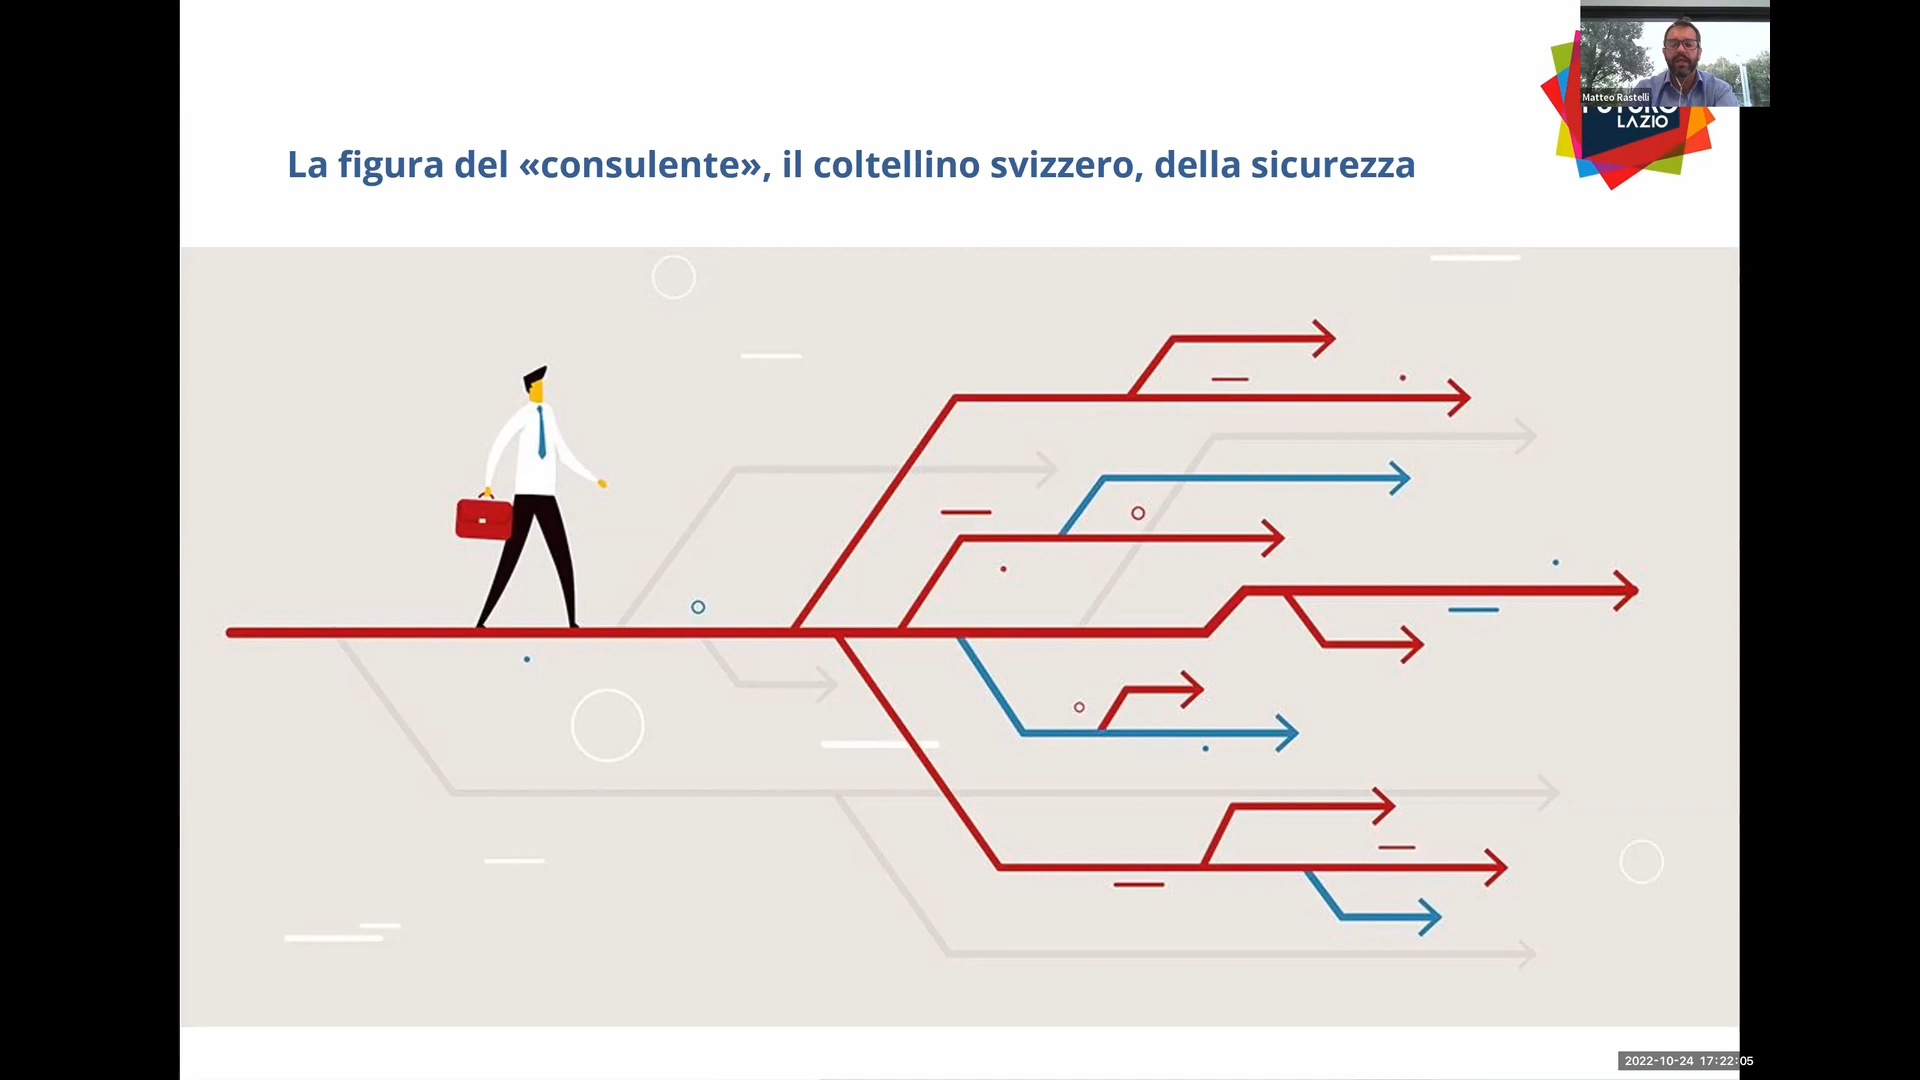 Matteo Rastelli
LAZIO
La figura del «consulente», il coltellino svizzero, della sicurezza
2022-10-24 17:22:05